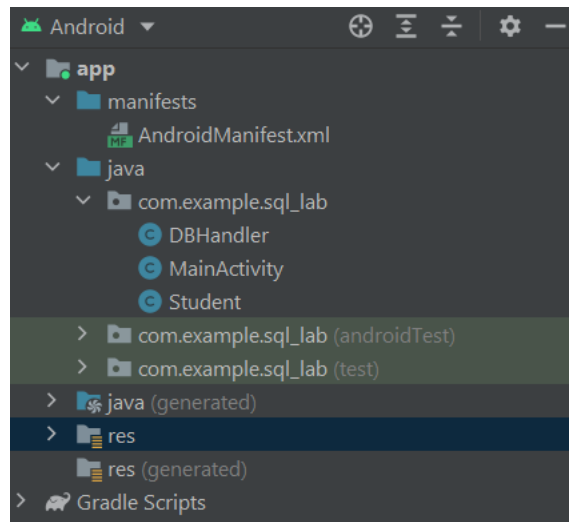 Android
app
manifests
MF AndroidManifest.xml
java
com.example.sql_lab
C DBHandler
C MainActivity
C Student
com.example.sql_lab (androidTest)
com.example.sql_lab (test)
java (generated)
res
res (generated)
Gradle Scripts